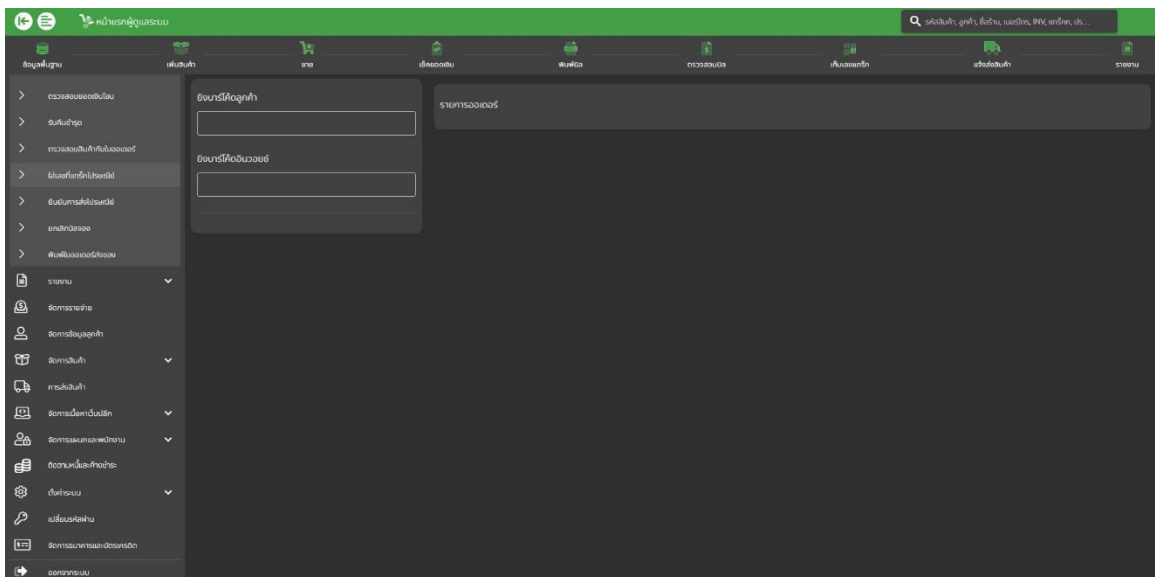 หน้าแรกผู้ดูแลระบบ
รหัสสินค้า, ลูกค้า, ชื่อร้าน, เบอร์โทร, INV, แทร็กก, ประ...
ข้อมูลพื้นฐาน
เพิ่มสินค้า
ขาย
เช็คยอดเงิน
พิมพ์บิล
ตรวจสอบบิล
เก็บเลขแทร็ก
แจ้งส่งสินค้า
รายงาน
ตรวจสอบยอดเงินโอน
รับคืนชำรุด
ตรวจสอบสินค้ากับใบออเดอร์
ใส่เลขที่แทร็กไปรษณีย์
ยืนยันการส่งไปรษณีย์
ยกเลิกบิลจอง
พิมพ์ใบออเดอร์ส่งของ
รายงาน
จัดการรายจ่าย
จัดการข้อมูลลูกค้า
จัดการสินค้า
การส่งสินค้า
จัดการเนื้อหาเว็บปลีก
จัดการแผนกและพนักงาน
ติดตามหนี้และค้างชำระ
ตั้งค่าระบบ
เปลี่ยนรหัสผ่าน
จัดการธนาคารและบัตรเครดิต
ออกจากระบบ
ยิงบาร์โค้ดลูกค้า
ยิงบาร์โค้ดอินวอยซ์
รายการออเดอร์